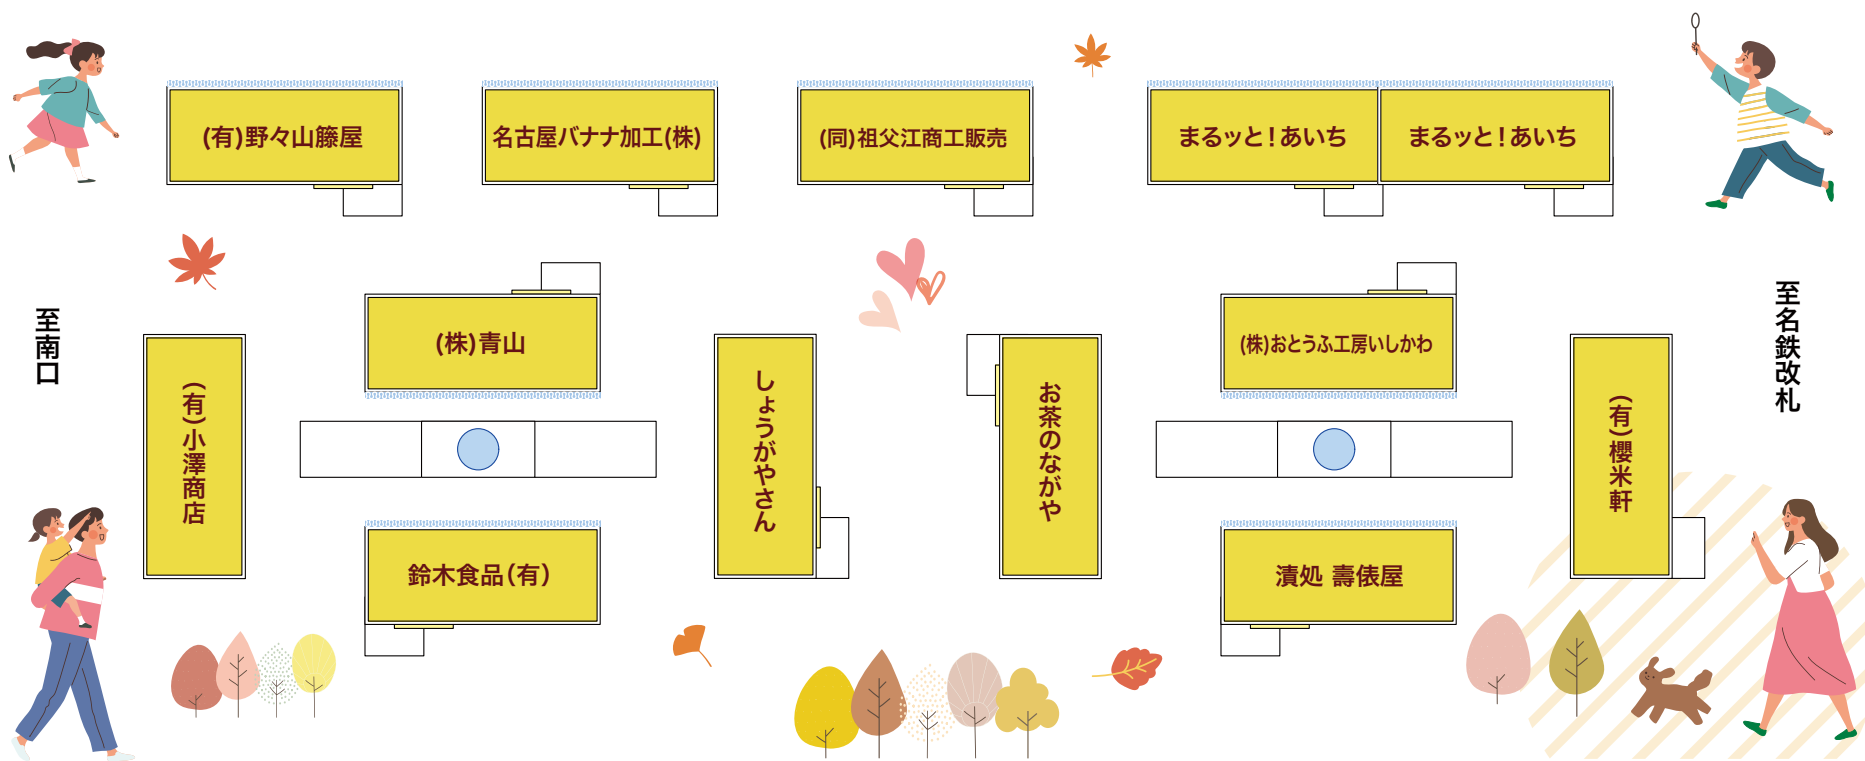 (有)野々山籐屋
名古屋バナナ加工(株)
(同)祖父江商工販売
まるッと!あいち
まるッと!あいち
至南口
(有)小澤商店
(株)青山
鈴木食品(有)
しょうがやさん
お茶のながや
(株)おとうふ工房いしかわ
漬処 壽俵屋
(有)櫻米軒
至名鉄改札